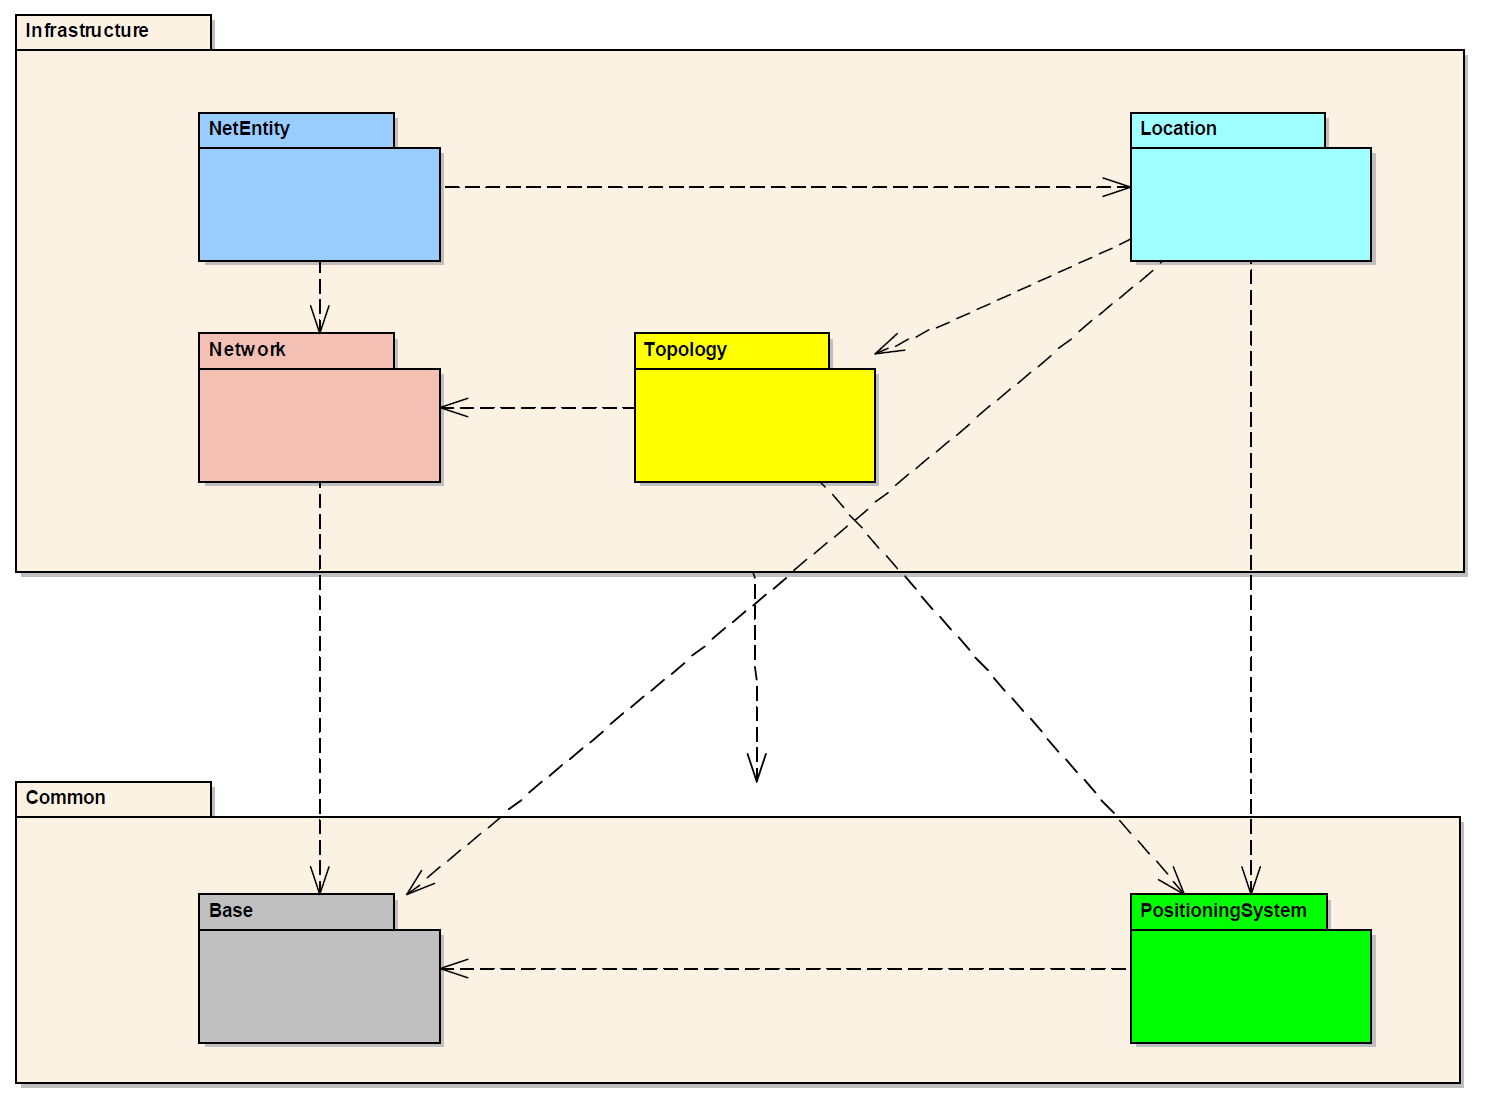 Infrastructure
NetEntity
Location
Network
Topology
Common
Base
PositioningSystem